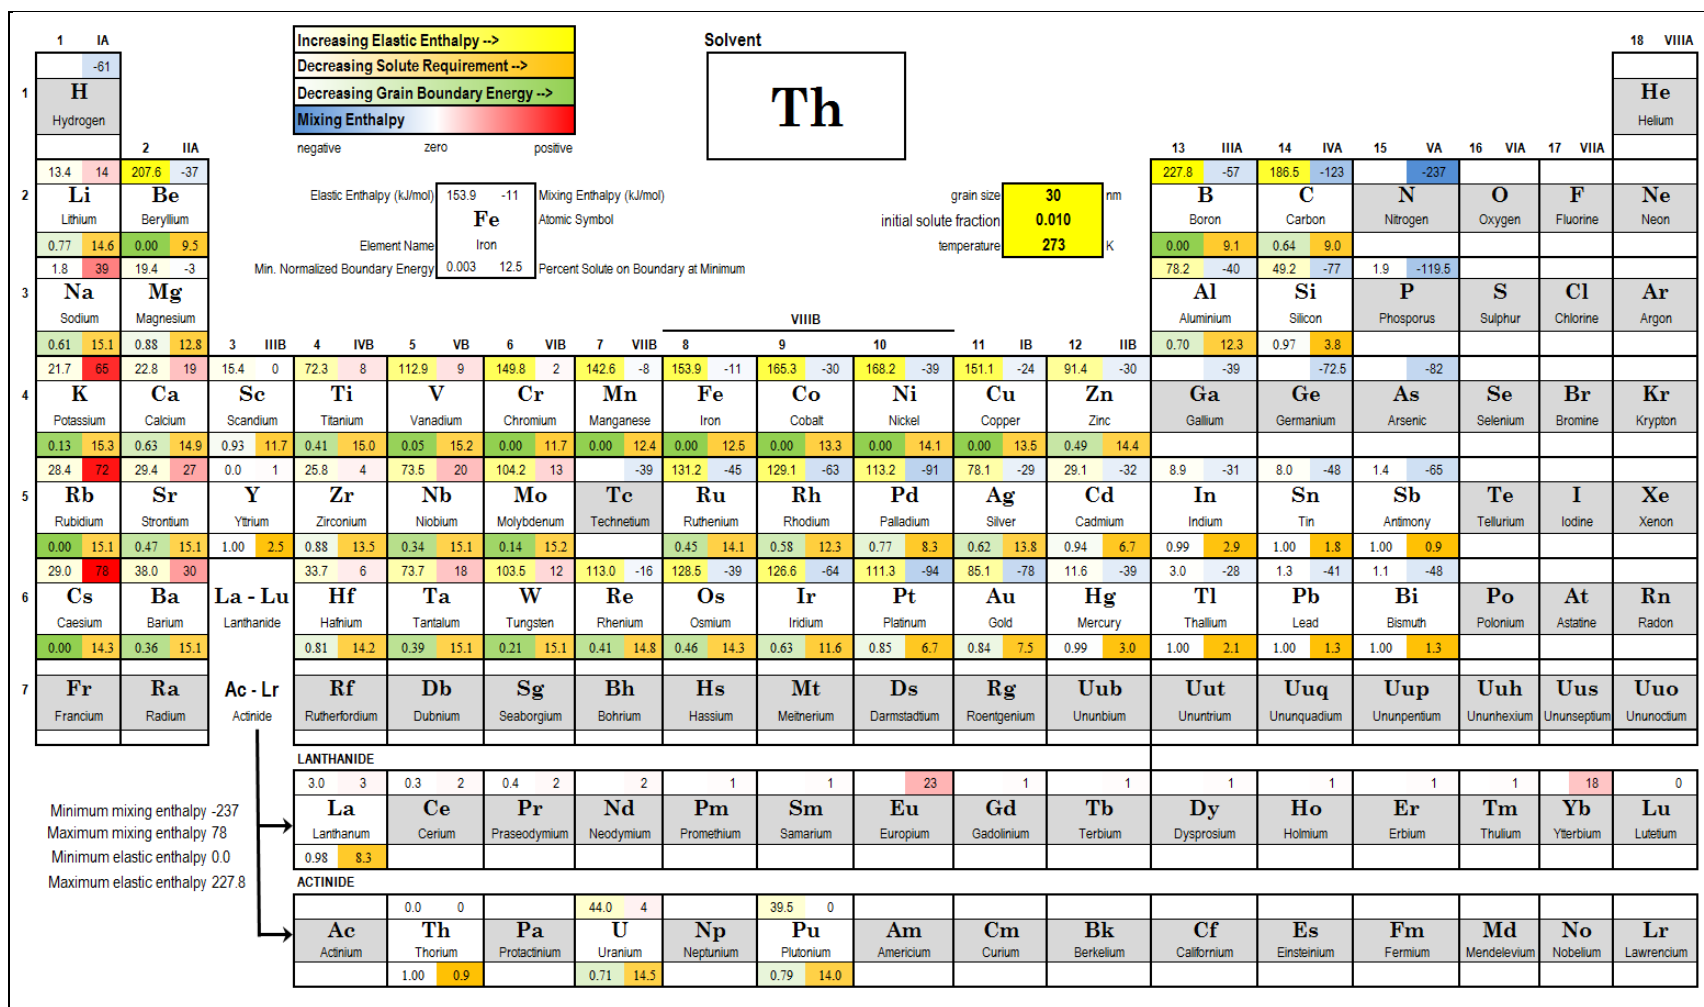 1 IA
18 VIIIA
Increasing Elastic Enthalpy -->
Decreasing Solute Requirement -->
Decreasing Grain Boundary Energy -->
Mixing Enthalpy
negative zero positive
Solvent
Th
-61
1 H He
Hydrogen Helium
2 IIA 13 IIIA 14 IVA 15 VA 16 VIA 17 VIIA
13.4 14 207.6 -37 227.8 -57 186.5 -123 -237
2 Li Be B C N O F Ne
Lithium Beryllium Boron Carbon Nitrogen Oxygen Fluorine Neon
0.77 14.6 0.00 9.5 0.00 9.1 0.64 9.0
Elastic Enthalpy (kJ/mol) 153.9 -11 Mixing Enthalpy (kJ/mol)
Fe Atomic Symbol
Element Name Iron
Min. Normalized Boundary Energy 0.003 12.5 Percent Solute on Boundary at Minimum
grain size 30 nm
initial solute fraction 0.010
temperature 273 K
1.8 39 19.4 -3 78.2 -40 49.2 -77 1.9 -119.5
3 Na Mg Al Si P S Cl Ar
Sodium Magnesium Aluminium Silicon Phosporus Sulphur Chlorine Argon
VIIIB
0.61 15.1 0.88 12.8 3 IIIB 4 IVB 5 VB 6 VIB 7 VIIB 8 9 10 11 IB 12 IIB 0.70 12.3 0.97 3.8
21.7 65 22.8 19 15.4 0 72.3 8 112.9 9 149.8 2 142.6 -8 153.9 -11 165.3 -30 168.2 -39 151.1 -24 91.4 -30 -39 -72.5 -82
4 K Ca Sc Ti V Cr Mn Fe Co Ni Cu Zn Ga Ge As Se Br Kr
Potassium Calcium Scandium Titanium Vanadium Chromium Manganese Iron Cobalt Nickel Copper Zinc Gallium Germanium Arsenic Selenium Bromine Krypton
0.13 15.3 0.63 14.9 0.93 11.7 0.41 15.0 0.05 15.2 0.00 11.7 0.00 12.4 0.00 12.5 0.00 13.3 0.00 14.1 0.00 13.5 0.49 14.4
28.4 72 29.4 27 0.0 1 25.8 4 73.5 20 104.2 13 -39 131.2 -45 129.1 -63 113.2 -91 78.1 -29 29.1 -32 8.9 -31 8.0 -48 1.4 -65
5 Rb Sr Y Zr Nb Mo Tc Ru Rh Pd Ag Cd In Sn Sb Te I Xe
Rubidium Strontium Yttrium Zirconium Niobium Molybdenum Technetium Ruthenium Rhodium Palladium Silver Cadmium Indium Tin Antimony Tellurium Iodine Xenon
0.00 15.1 0.47 15.1 1.00 2.5 0.88 13.5 0.34 15.1 0.14 15.2 0.45 14.1 0.58 12.3 0.77 8.3 0.62 13.8 0.94 6.7 0.99 2.9 1.00 1.8 1.00 0.9
29.0 78 38.0 30 33.7 6 73.7 18 103.5 12 113.0 -16 128.5 -39 126.6 -64 111.3 -94 85.1 -78 11.6 -39 3.0 -28 1.3 -41 1.1 -48
6 Cs Ba La - Lu Hf Ta W Re Os Ir Pt Au Hg Tl Pb Bi Po At Rn
Caesium Barium Lanthanide Hafnium Tantalum Tungsten Rhenium Osmium Iridium Platinum Gold Mercury Thallium Lead Bismuth Polonium Astatine Radon
0.00 14.3 0.36 15.1 0.81 14.2 0.39 15.1 0.21 15.1 0.41 14.8 0.46 14.3 0.63 11.6 0.85 6.7 0.84 7.5 0.99 3.0 1.00 2.1 1.00 1.3 1.00 1.3
7 Fr Ra Ac - Lr Rf Db Sg Bh Hs Mt Ds Rg Uub Uut Uuq Uup Uuh Uus Uuo
Francium Radium Actinide Rutherfordium Dubnium Seaborgium Bohrium Hassium Meitnerium Darmstadtium Roentgenium Ununbium Ununtrium Ununquadium Ununpentium Ununhexium Ununseptium Ununoctium
LANTHANIDE
3.0 3 0.3 2 0.4 2 2 1 1 23 1 1 1 1 1 1 18 0
La Ce Pr Nd Pm Sm Eu Gd Tb Dy Ho Er Tm Yb Lu
Lanthanum Cerium Praseodymium Neodymium Promethium Samarium Europium Gadolinium Terbium Dysprosium Holmium Erbium Thulium Ytterbium Lutetium
0.98 8.3
Minimum mixing enthalpy -237
Maximum mixing enthalpy 78
Minimum elastic enthalpy 0.0
Maximum elastic enthalpy 227.8
ACTINIDE
0.0 0 44.0 4 39.5 0
Ac Th Pa U Np Pu Am Cm Bk Cf Es Fm Md No Lr
Actinium Thorium Protactinium Uranium Neptunium Plutonium Americium Curium Berkelium Californium Einsteinium Fermium Mendelevium Nobelium Lawrencium
1.00 0.9 0.71 14.5 0.79 14.0